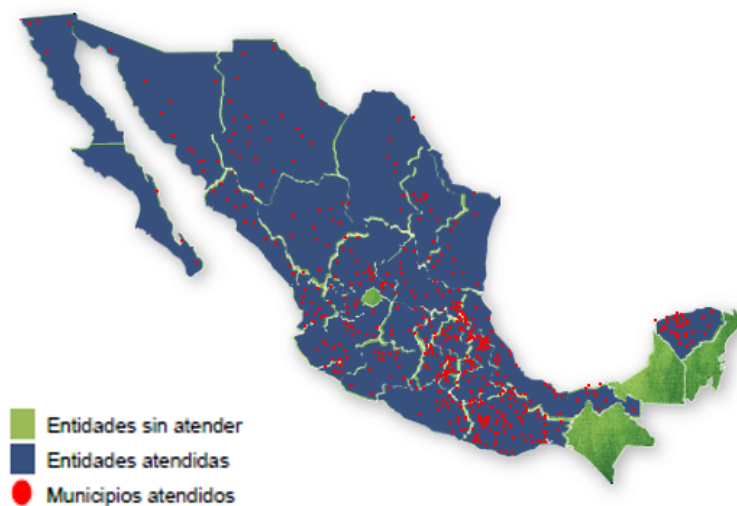 Entidades sin atender
Entidades atendidas
Municipios atendidos